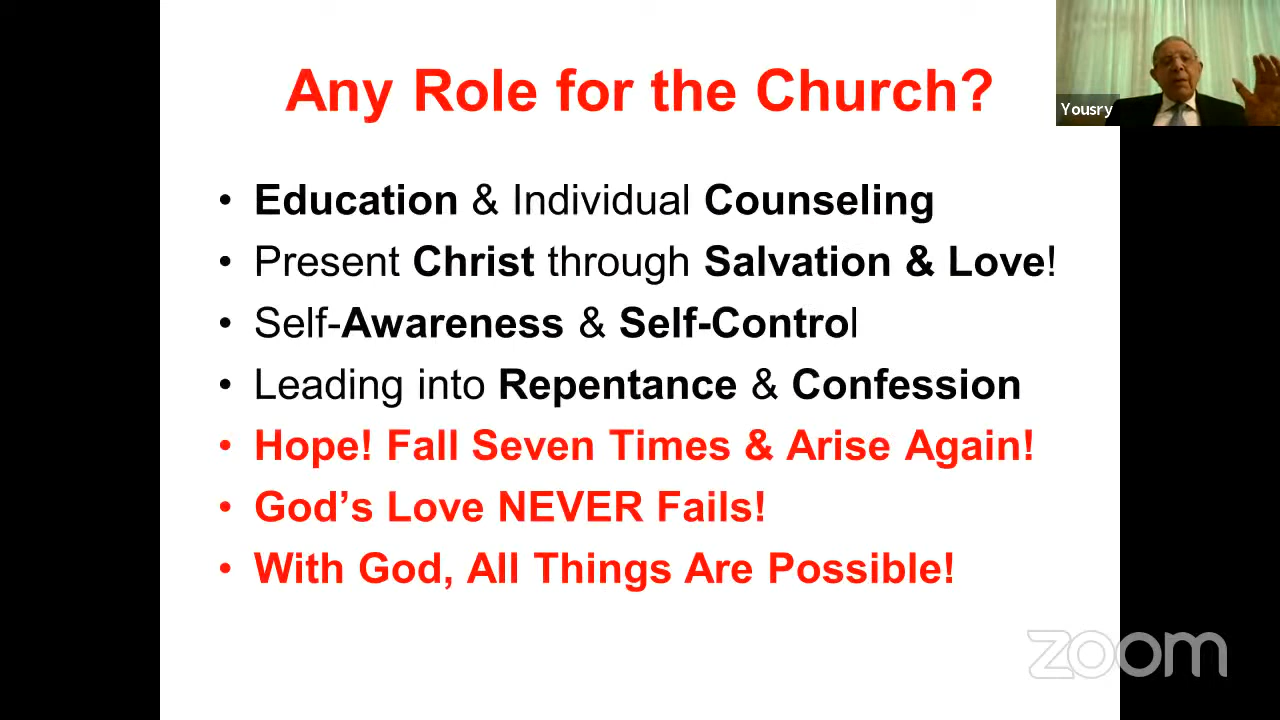 Any Role for the Church?
Yousry
• Education & Individual Counseling
• Present Christ through Salvation & Love!
• Self-Awareness & Self-Control
• Leading into Repentance & Confession
• Hope! Fall Seven Times & Arise Again!
• God’s Love NEVER Fails!
• With God, All Things Are Possible!
zoom